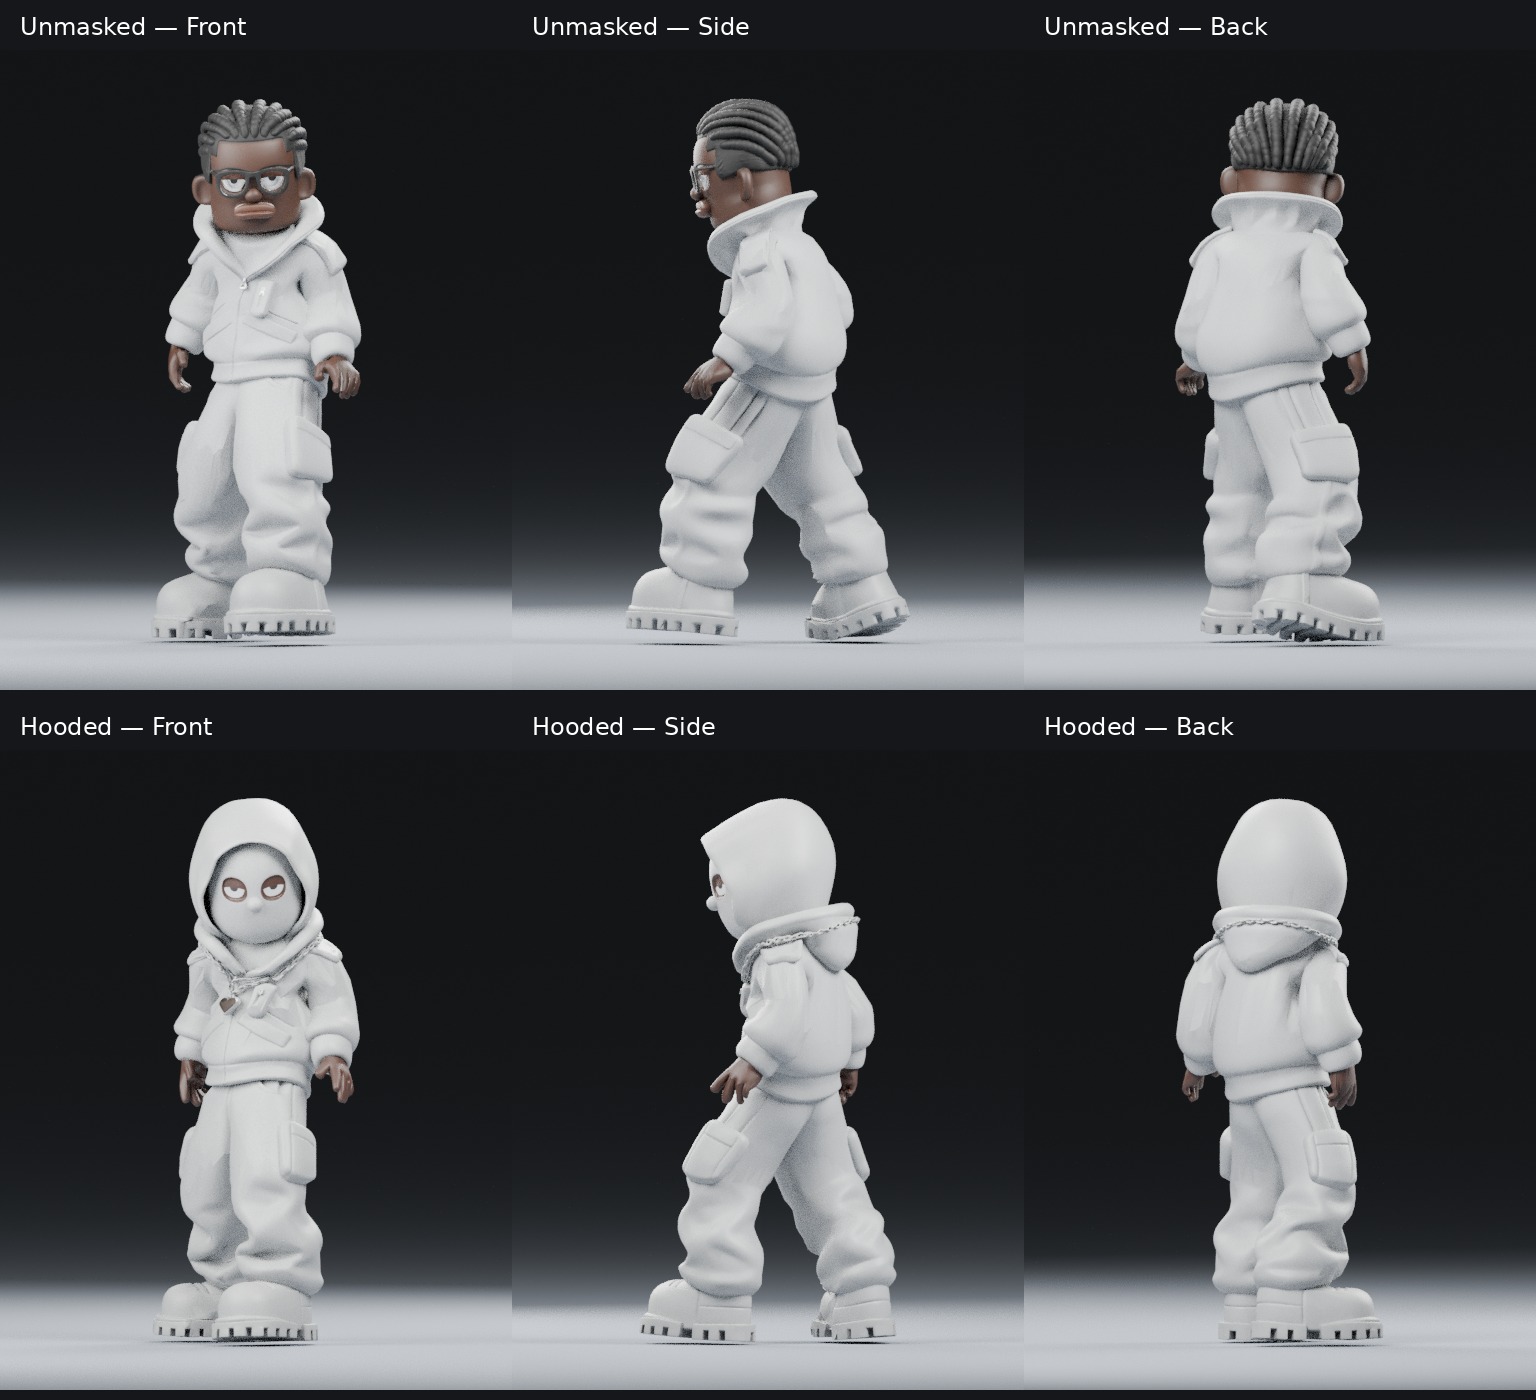 Unmasked — Front
Unmasked — Side
Unmasked — Back
Hooded — Front
Hooded — Side
Hooded — Back